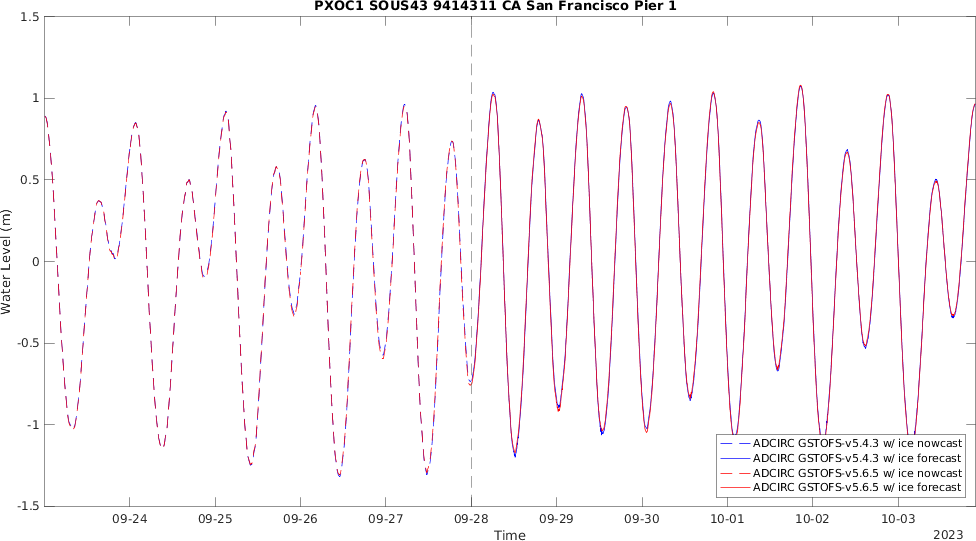 PXOC1 SOUS43 9414311 CA San Francisco Pier 1
1.5
1
0.5
0
-0.5
-1
-1.5
Water Level (m)
ADCIRC GSTOFS-v5.4.3 w/ ice nowcast
ADCIRC GSTOFS-v5.4.3 w/ ice forecast
ADCIRC GSTOFS-v5.6.5 w/ ice nowcast
ADCIRC GSTOFS-v5.6.5 w/ ice forecast
09-24 09-25 09-26 09-27 09-28 09-29 09-30 10-01 10-02 10-03
Time
2023